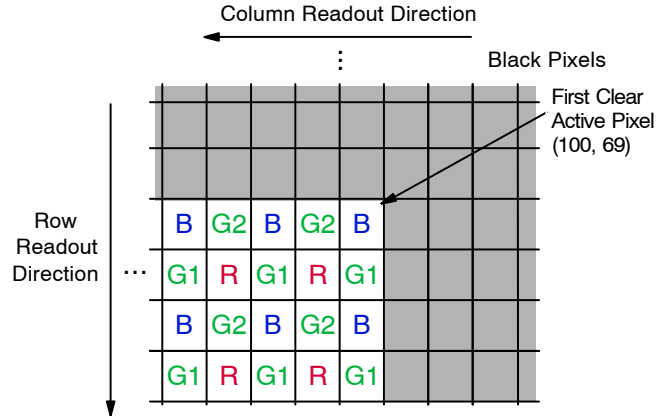 Column Readout Direction
⋮
Black Pixels
First Clear
Active Pixel
(100, 69)
Row
Readout
Direction
B G2 B G2 B
... G1 R G1 R G1
B G2 B G2 B
G1 R G1 R G1